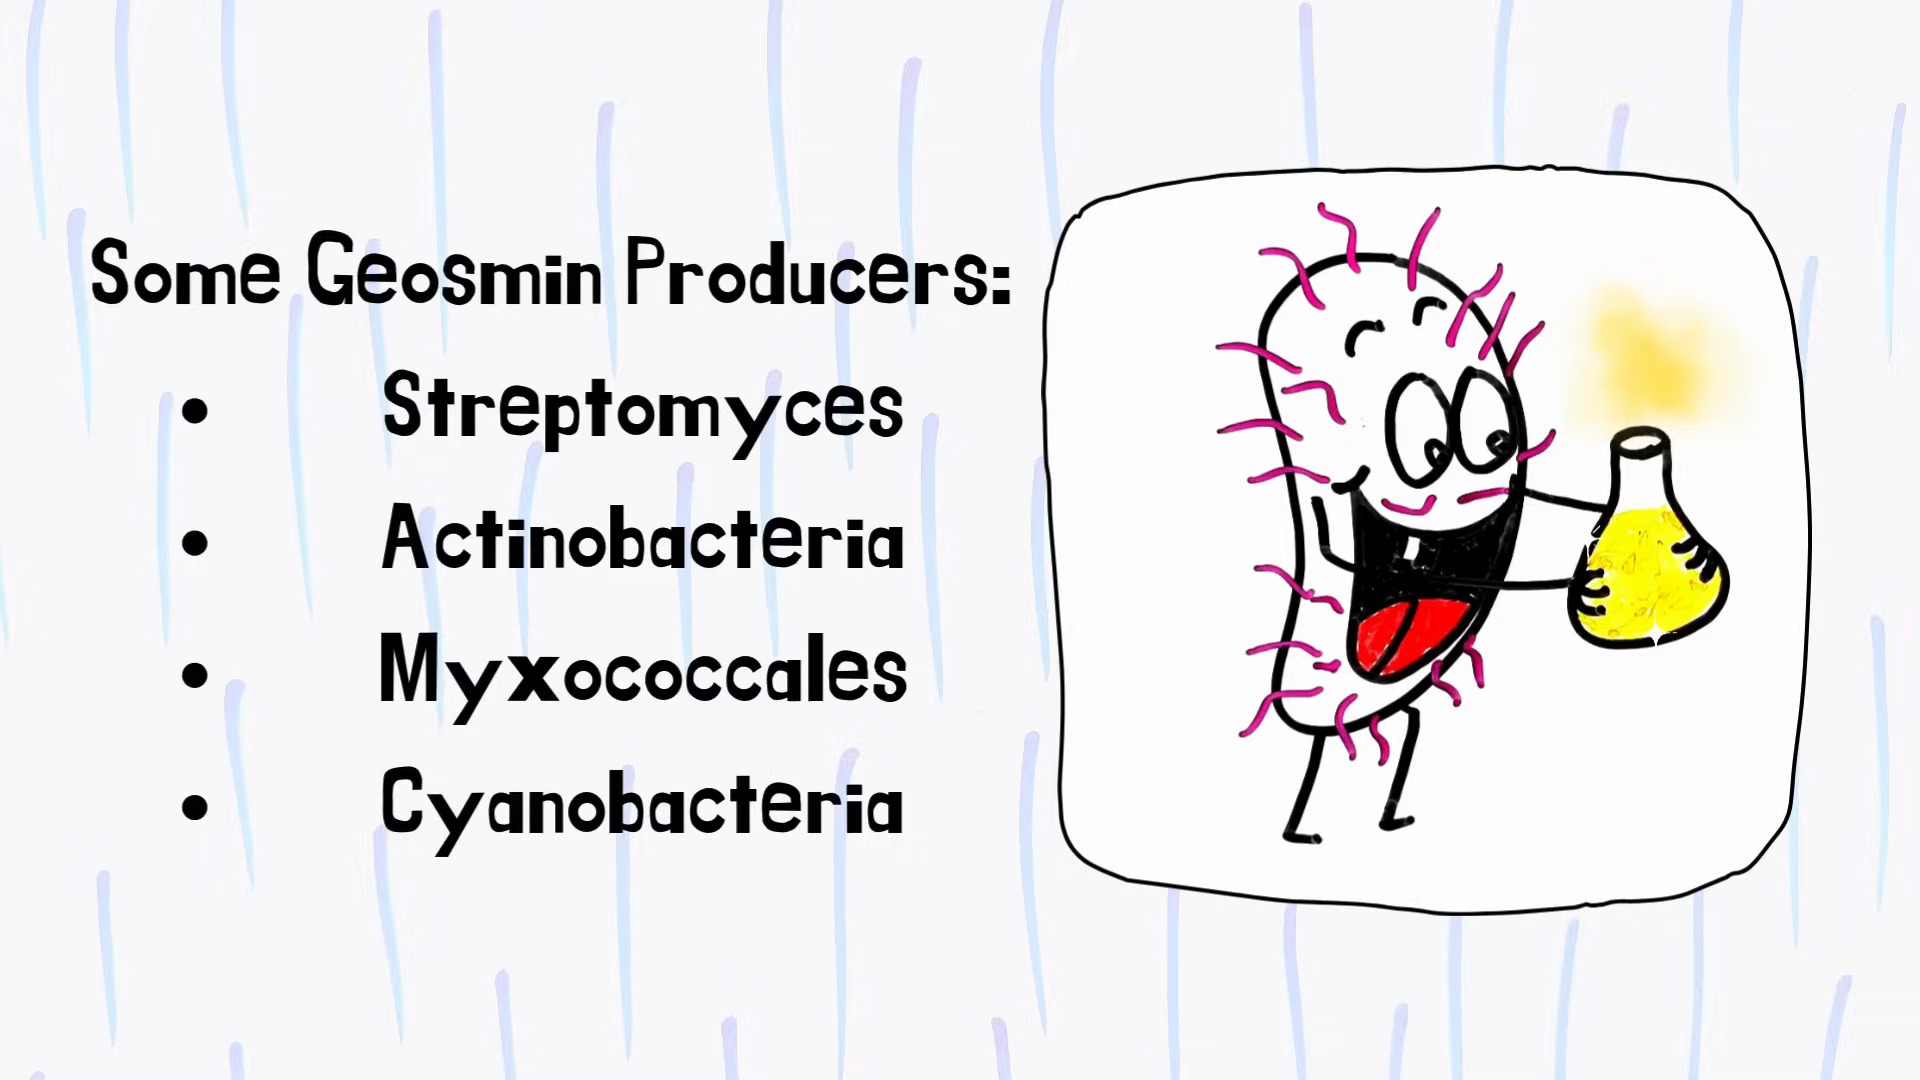 Some Geosmin Producers:
• Streptomyces
• Actinobacteria
• Myxococcales
• Cyanobacteria